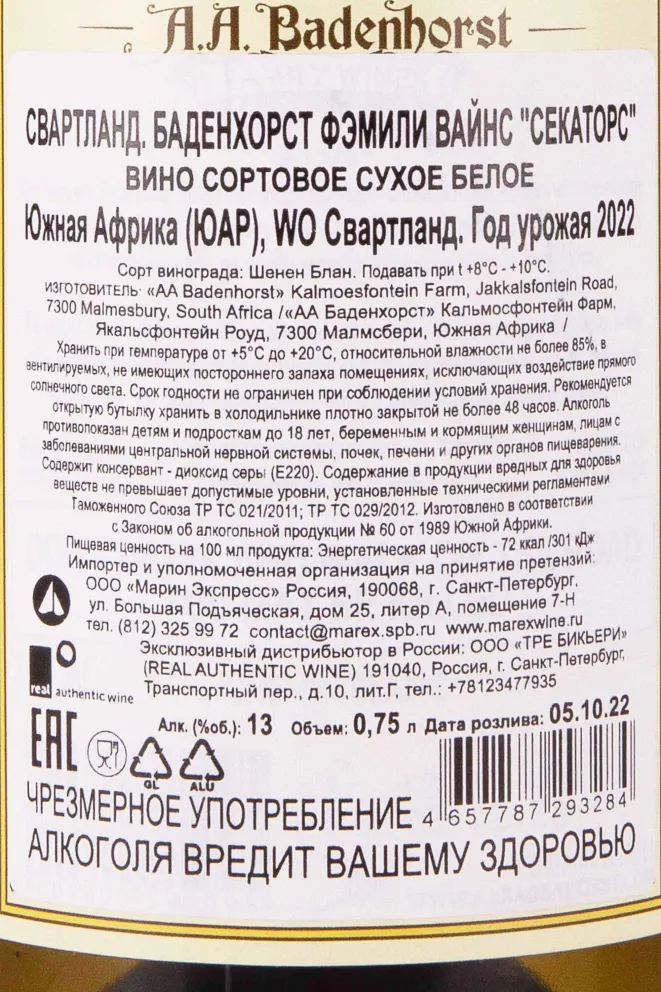 A.A. Badenhorst
СВАРТЛАНД. БАДЕНХОРСТ ФЭМИЛИ ВАЙНС "СЕКАТОРС"
ВИНО СОРТОВОЕ СУХОЕ БЕЛОЕ
Южная Африка (ЮАР), WO Свартланд. Год урожая 2022
Сорт винограда: Шенен Блан. Подавать при t +8°C - +10°C.
ИЗГОТОВИТЕЛЬ: «AA Badenhorst» Kalmoesfontein Farm, Jakkalsfontein Road,
7300 Malmesbury, South Africa /«АА Баденхорст» Кальмосфонтейн Фарм,
Якальсфонтейн Роуд, 7300 Малмсбери, Южная Африка /
Хранить при температуре от +5°C до +20°C, относительной влажности не более 85%, в
вентилируемых, не имеющих постороннего запаха помещениях, исключающих воздействие прямого
солнечного света. Срок годности не ограничен при соблюдении условий хранения. Рекомендуется
открытую бутылку хранить в холодильнике плотно закрытой не более 48 часов. Алкоголь
противопоказан детям и подросткам до 18 лет, беременным и кормящим женщинам, лицам с
заболеваниями центральной нервной системы, почек, печени и других органов пищеварения.
Содержит консервант - диоксид серы (Е220). Содержание в продукции вредных для здоровья
веществ не превышает допустимые уровни, установленные техническими регламентами
Таможенного Союза ТР ТС 021/2011; ТР ТС 029/2012. Изготовлено в соответствии
с Законом об алкогольной продукции № 60 от 1989 Южной Африки.
Пищевая ценность на 100 мл продукта: Энергетическая ценность - 72 ккал /301 кДж
Импортер и уполномоченная организация на принятие претензий:
ООО «Марин Экспресс» Россия, 190068, г. Санкт-Петербург,
ул. Большая Подъяческая, дом 25, литер А, помещение 7-Н
тел. (812) 325 99 72 contact@marex.spb.ru www.marexwine.ru
Эксклюзивный дистрибьютор в России: ООО «ТРЕ БИКЬЕРИ»
(REAL AUTHENTIC WINE) 191040, Россия, г. Санкт-Петербург,
Транспортный пер., д.10, лит.Г, тел.: +78123477935
real authentic wine
Алк. (%об.): 13 Объем: 0,75 л Дата розлива: 05.10.22
EAC
GL ALU
4 657787 293284
ЧРЕЗМЕРНОЕ УПОТРЕБЛЕНИЕ
АЛКОГОЛЯ ВРЕДИТ ВАШЕМУ ЗДОРОВЬЮ